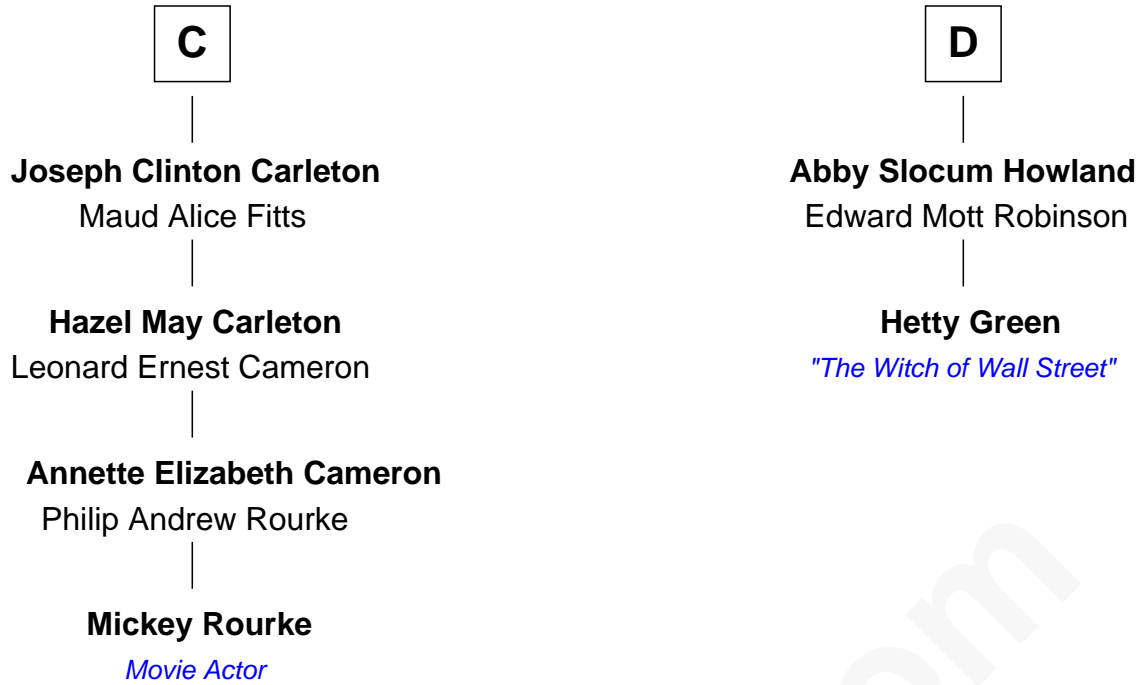 C
Joseph Clinton Carleton
Maud Alice Fitts
Hazel May Carleton
Leonard Ernest Cameron
Annette Elizabeth Cameron
Philip Andrew Rourke
Mickey Rourke
Movie Actor
D
Abby Slocum Howland
Edward Mott Robinson
Hetty Green
"The Witch of Wall Street"
om